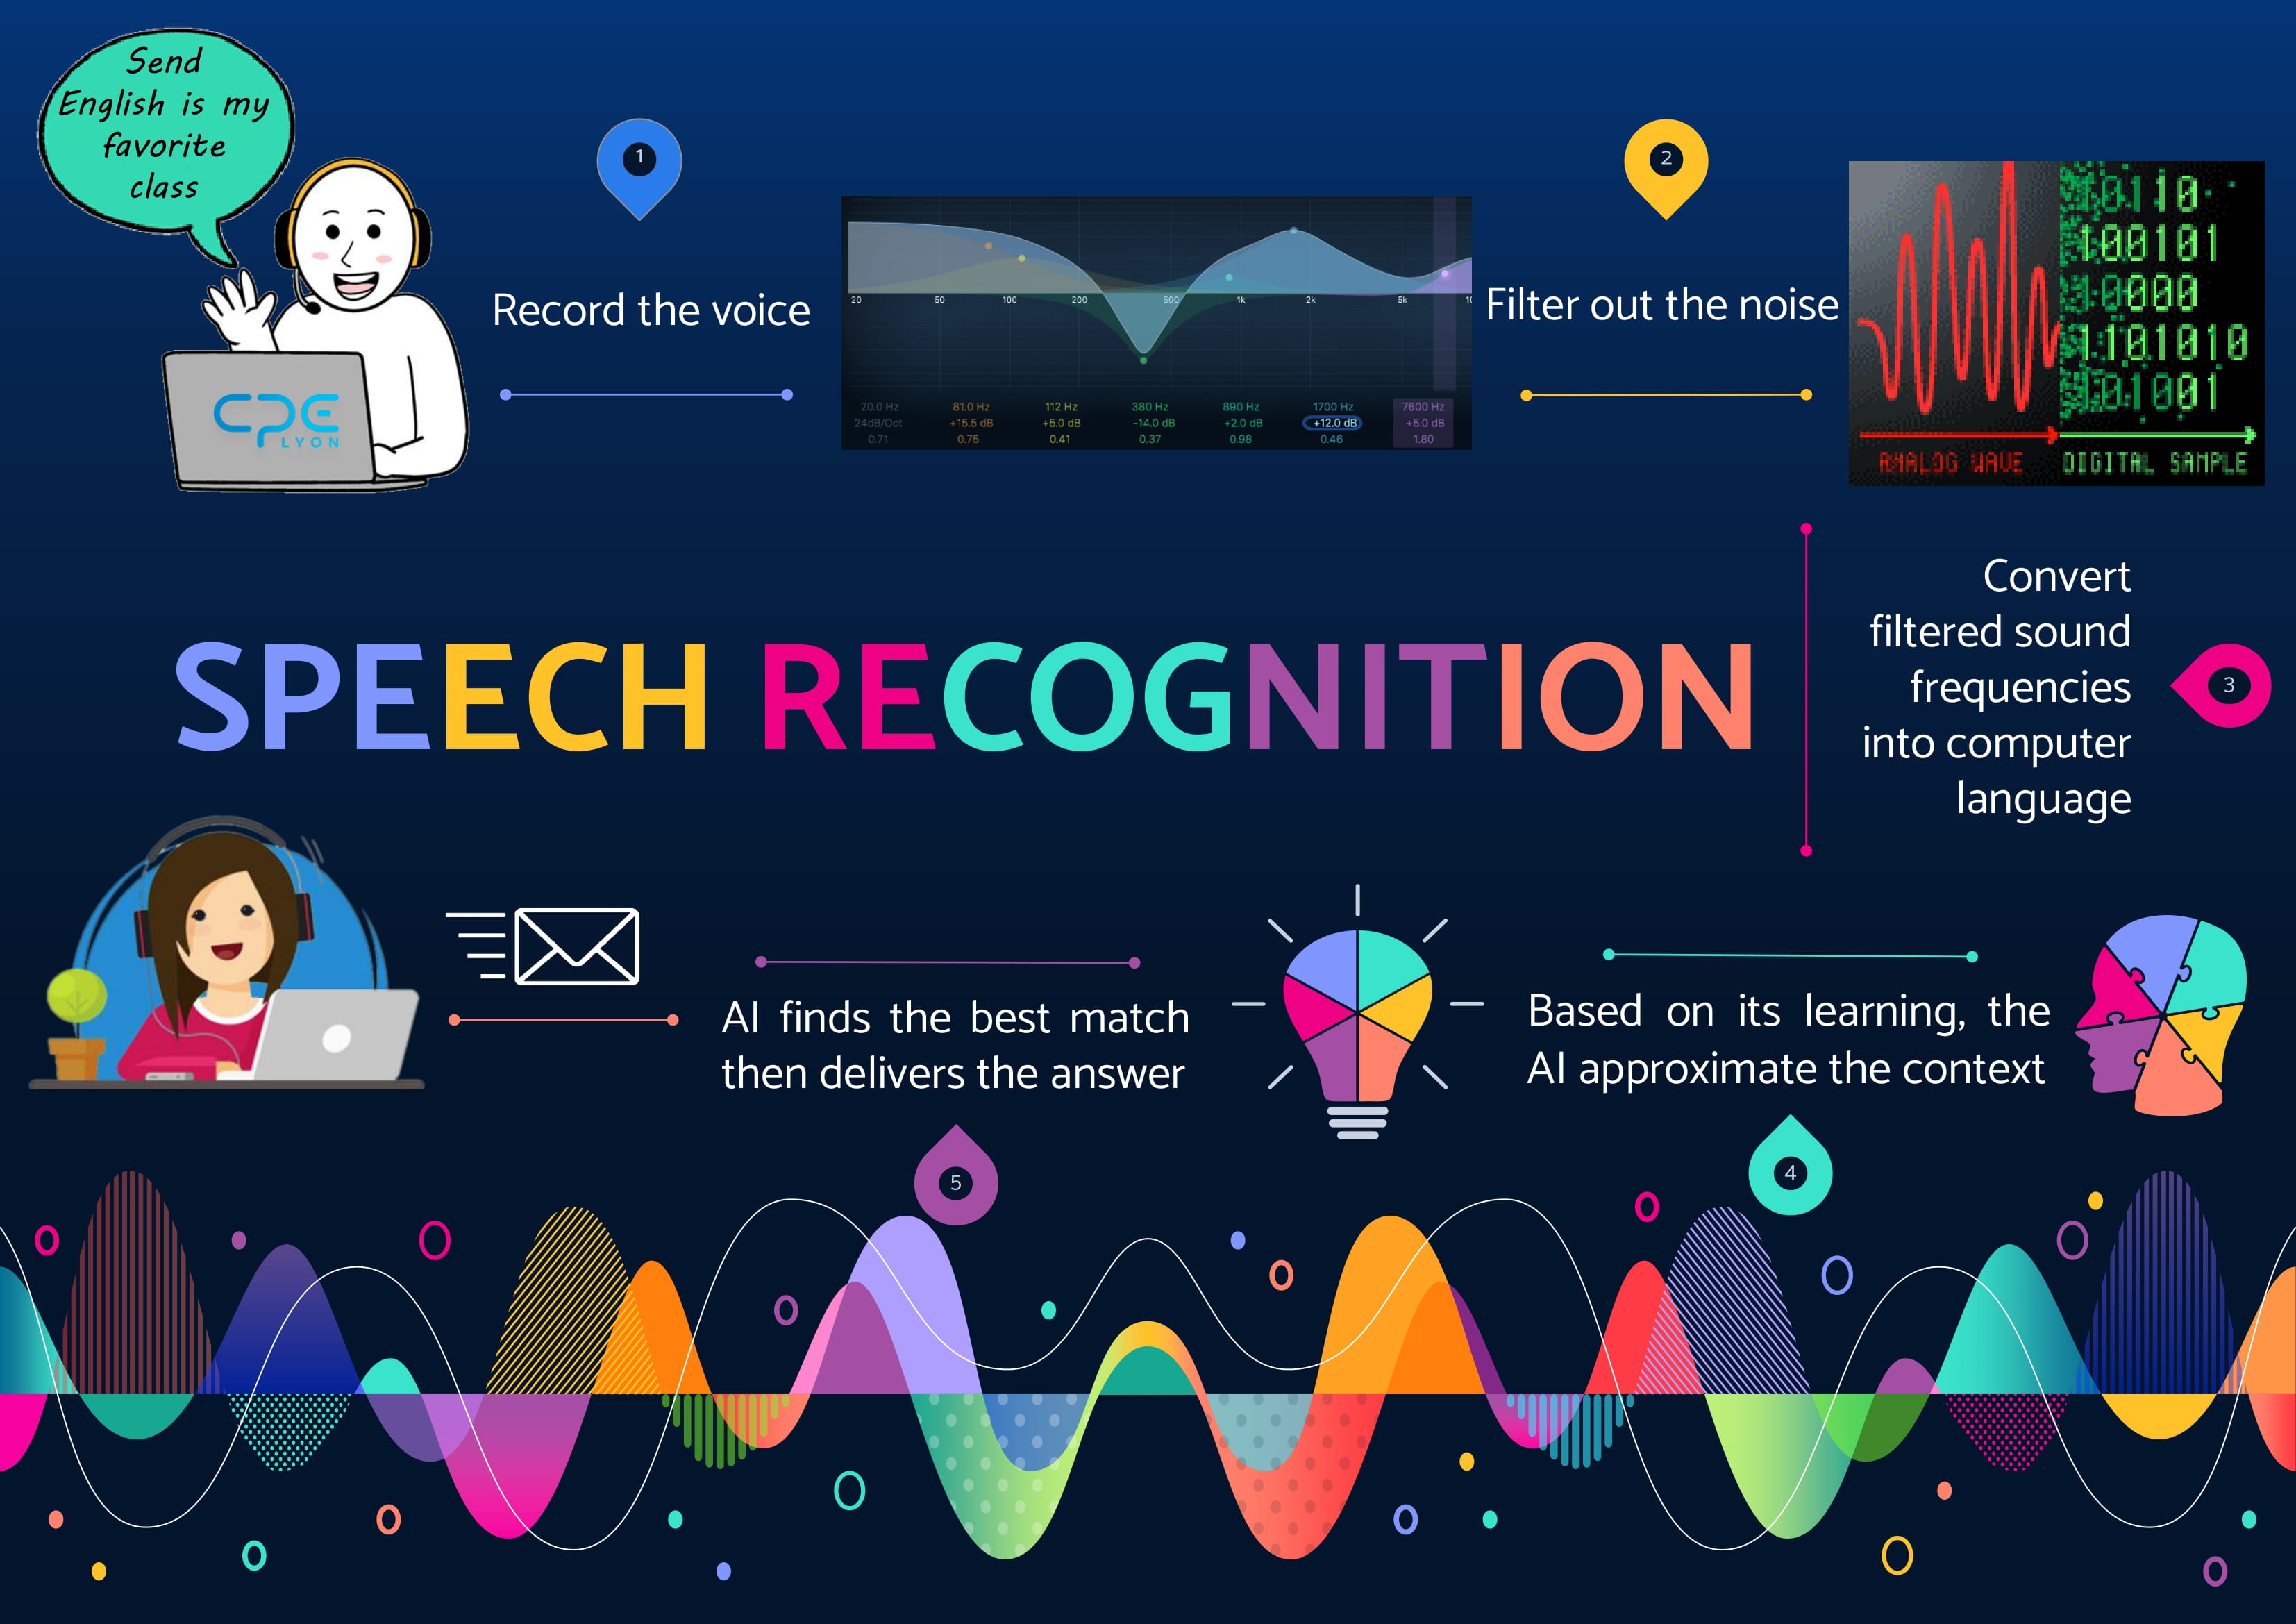 Send
English is my
favorite
class
CPE
LYON
1
Record the voice
20 50 100 200 500 1k 2k 5k 10
20.0 Hz 81.0 Hz 112 Hz 380 Hz 890 Hz 1700 Hz 7600 Hz
24dB/Oct +15.5 dB +5.0 dB -14.0 dB +2.0 dB +12.0 dB +5.0 dB
0.71 0.75 0.41 0.37 0.98 0.46 1.80
2
Filter out the noise
10110
100101
000
1101010
101001
ANALOG WAVE DIGITAL SAMPLE
SPEECH RECOGNITION
Convert
filtered sound
frequencies
into computer
language
3
Based on its learning, the
AI approximate the context
4
AI finds the best match
then delivers the answer
5